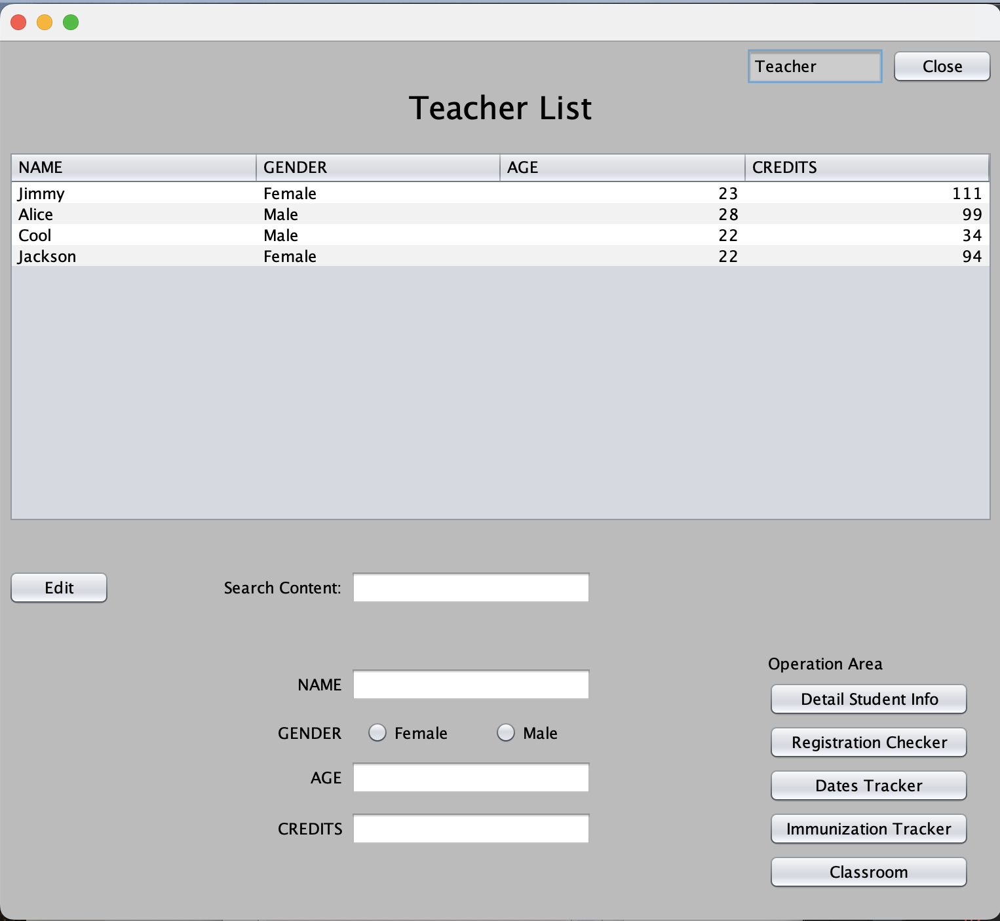 Teacher Close
Teacher List
NAME GENDER AGE CREDITS
Jimmy Female 23 111
Alice Male 28 99
Cool Male 22 34
Jackson Female 22 94
Edit Search Content:
Operation Area
Detail Student Info
NAME
Registration Checker
GENDER Female Male
Dates Tracker
AGE
Immunization Tracker
CREDITS
Classroom